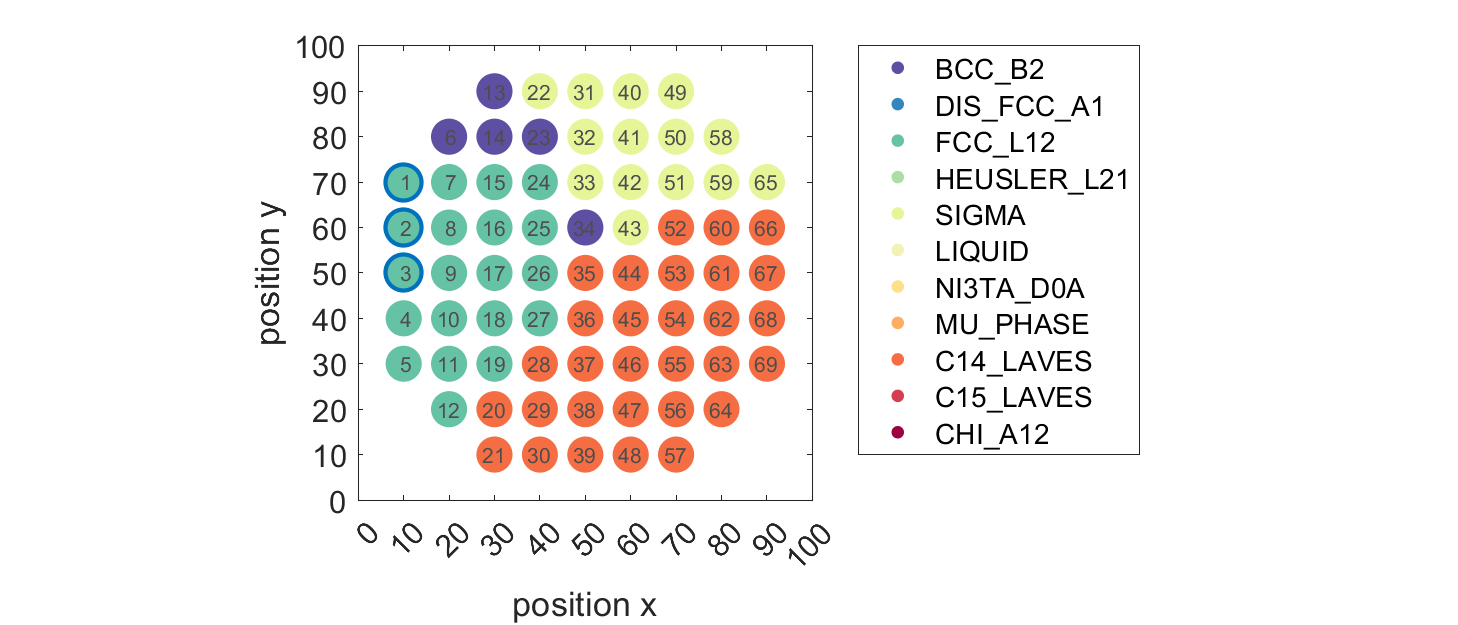 100
90
80
70
60
50
40
30
20
10
0
13 22 31 40 49
6 14 23 32 41 50 58
1 7 15 24 33 42 51 59 65
2 8 16 25 34 43 52 60 66
3 9 17 26 35 44 53 61 67
4 10 18 27 36 45 54 62 68
5 11 19 28 37 46 55 63 69
12 20 29 38 47 56 64
21 30 39 48 57
0 10 20 30 40 50 60 70 80 90 100
position x
position y
BCC_B2
DIS_FCC_A1
FCC_L12
HEUSLER_L21
SIGMA
LIQUID
NI3TA_D0A
MU_PHASE
C14_LAVES
C15_LAVES
CHI_A12